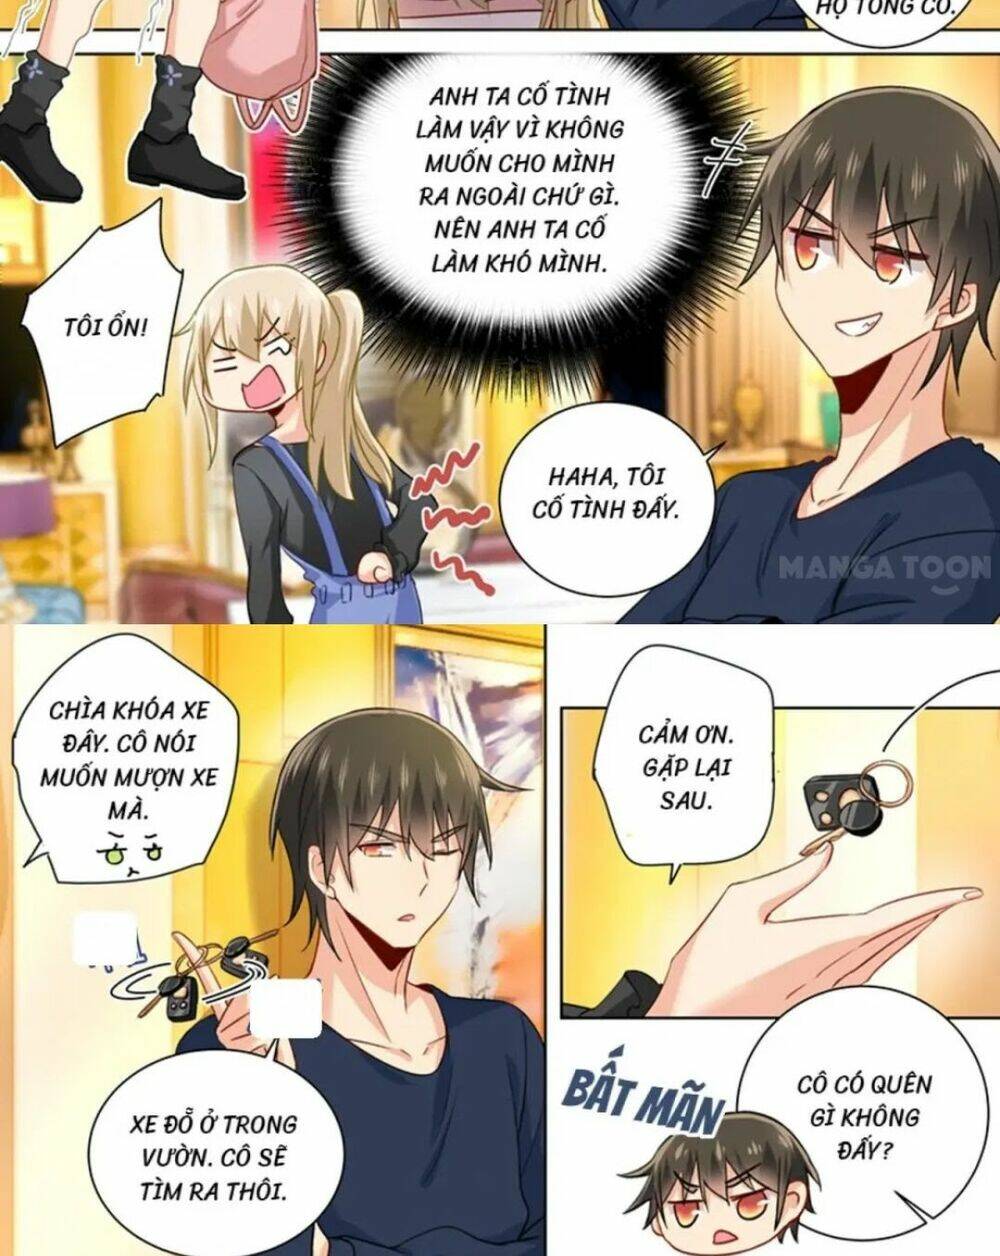 HỘ TỐNG CÔ.
ANH TA CỐ TÌNH
LÀM VẬY VÌ KHÔNG
MUỐN CHO MÌNH
RA NGOÀI CHỨ GÌ.
NÊN ANH TA CỐ
LÀM KHÓ MÌNH.
TÔI ỔN!
HAHA, TÔI
CỐ TÌNH ĐẤY.
MANGA TOON
CHÌA KHÓA XE
ĐÂY. CÔ NÓI
MUỐN MƯỢN XE
MÀ.
CẢM ƠN.
GẶP LẠI
SAU.
XE ĐỖ Ở TRONG
VƯỜN. CÔ SẼ
TÌM RA THÔI.
BẤT MÃN
CÔ CÓ QUÊN
GÌ KHÔNG
ĐẤY?